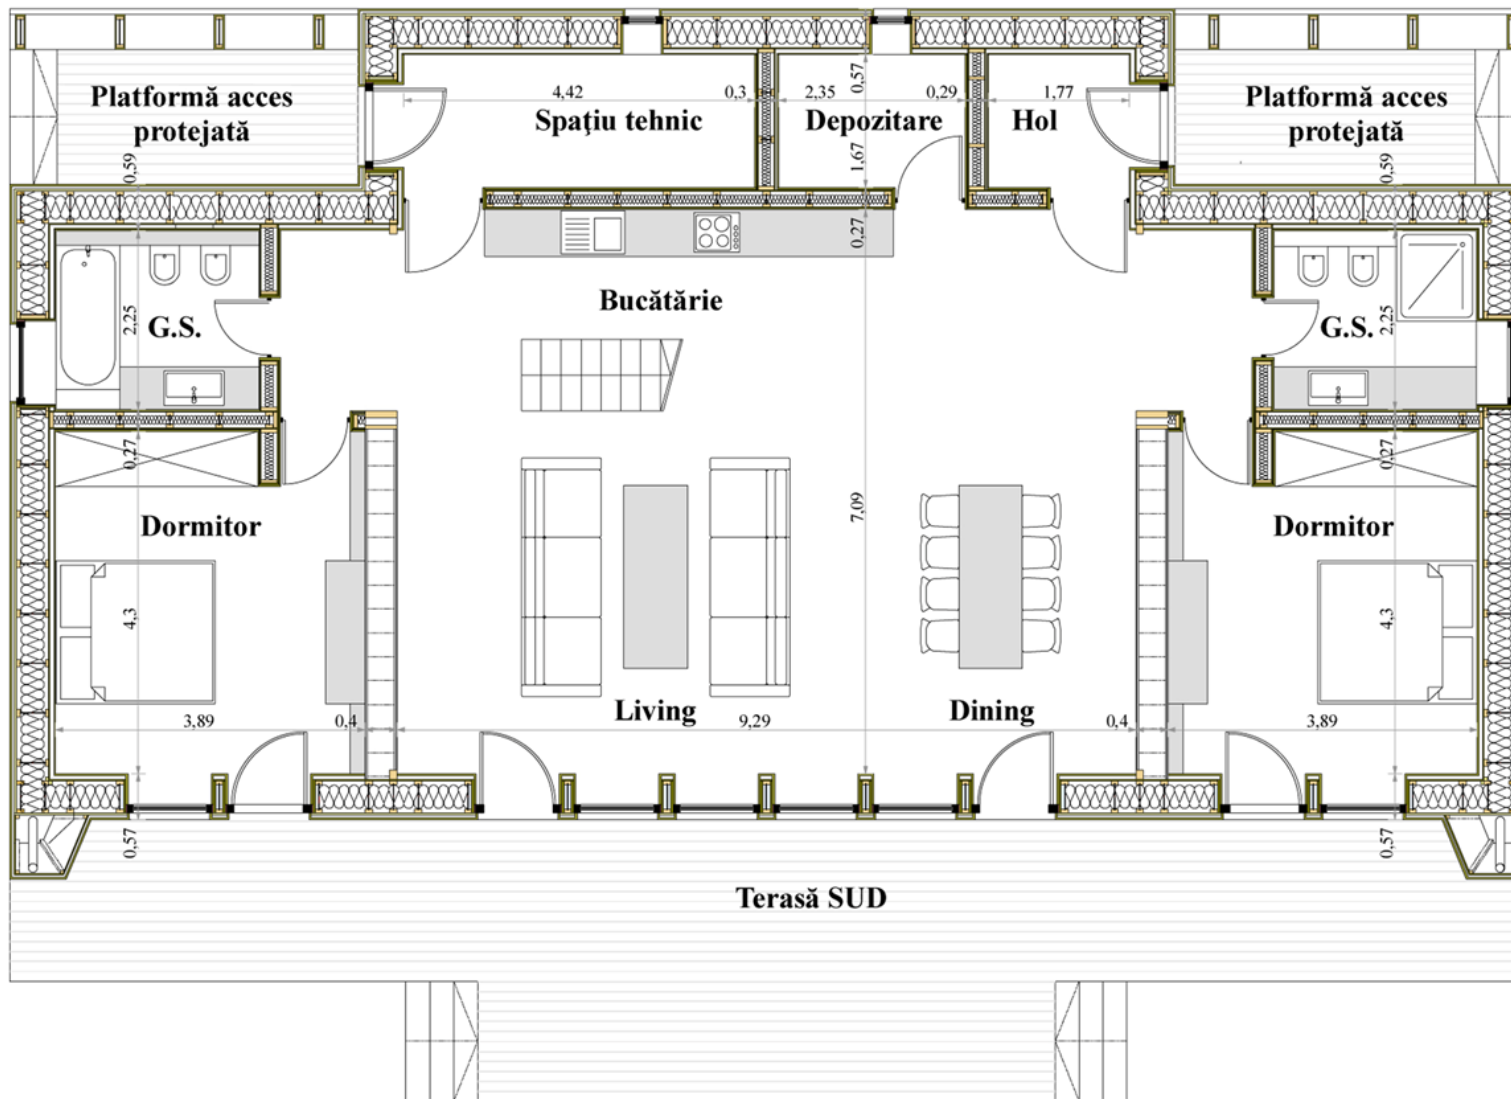 0,57
4,42
0,3
2,35
0,29
1,77
Platformă acces
protejată
Spaţiu tehnic
Depozitare
Hol
Platformă acces
protejată
0,59
1,67
0,59
0,27
Bucătărie
2,25
G.S.
G.S.
2,25
0,27
0,27
Dormitor
7,09
Dormitor
4,3
4,3
Living
Dining
3,89
0,4
9,29
0,4
3,89
0,57
0,57
Terasă SUD